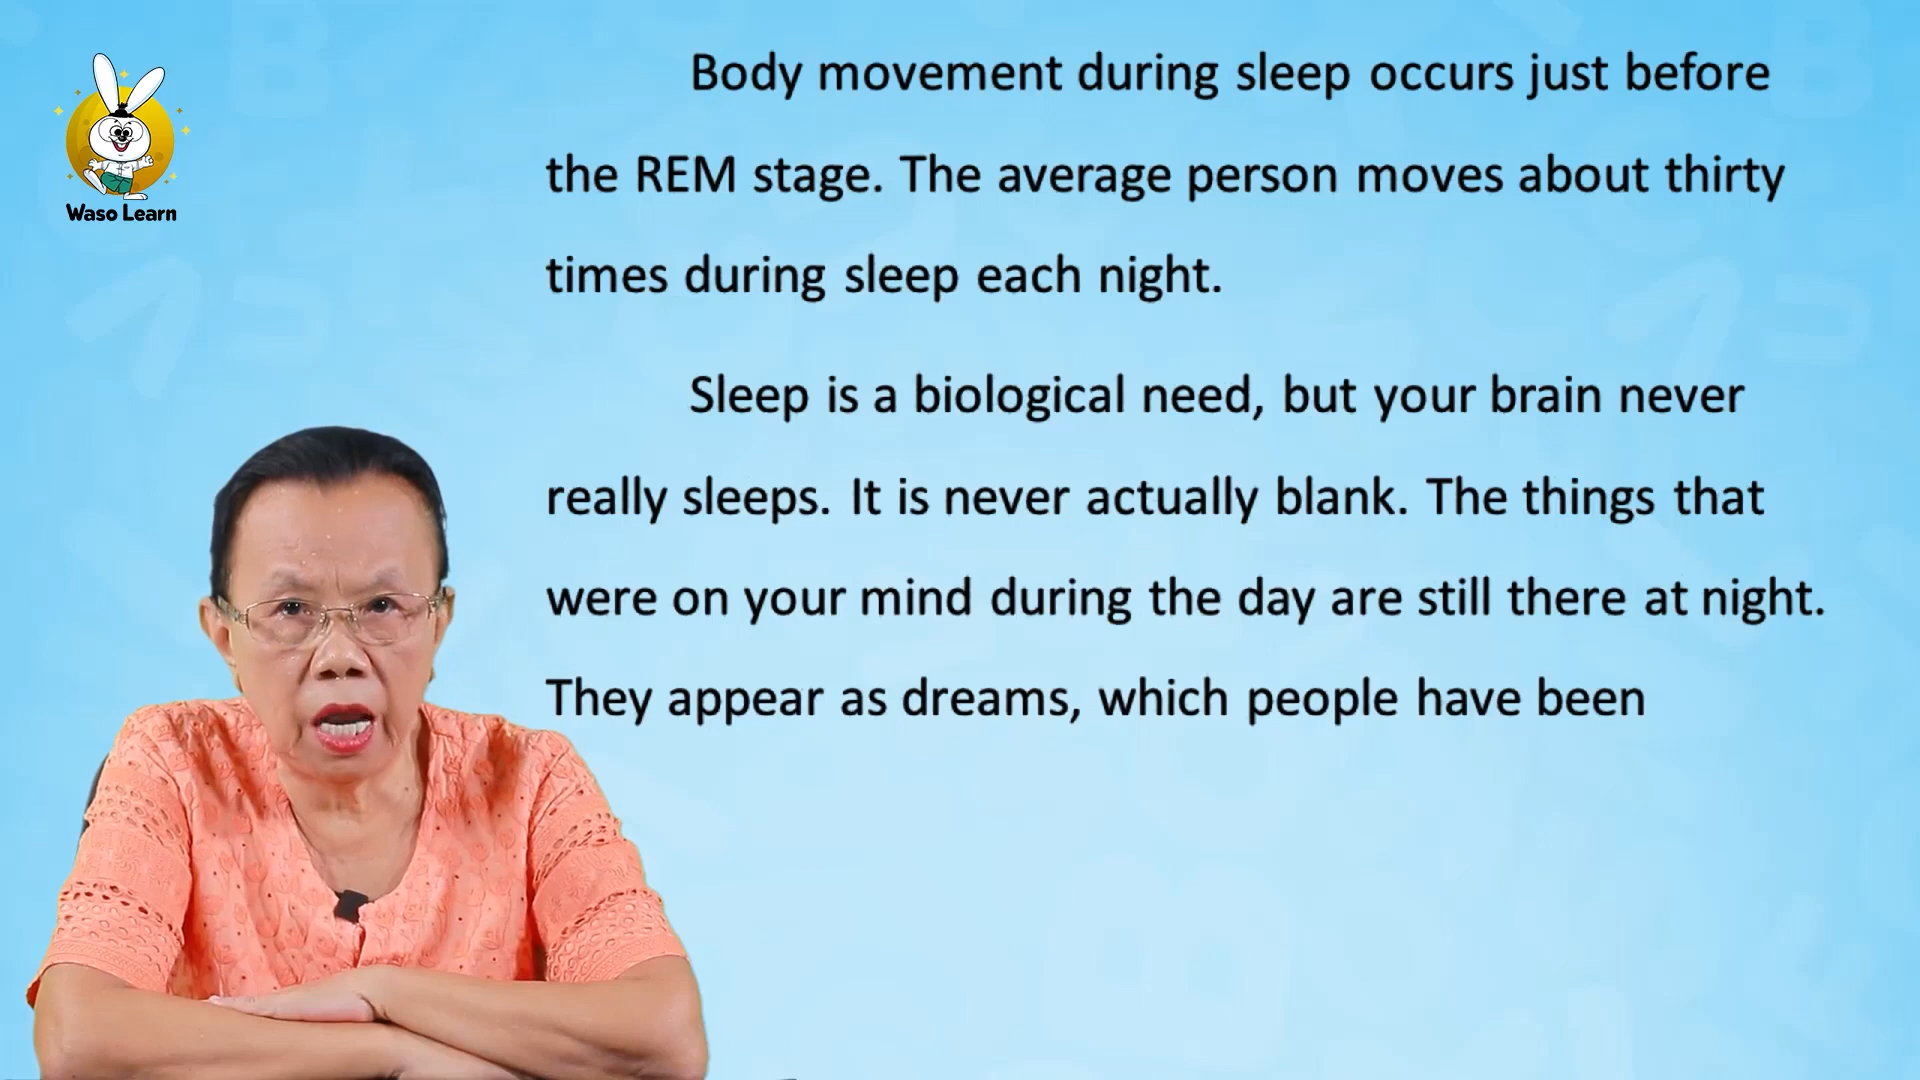 Waso Learn
Body movement during sleep occurs just before
the REM stage. The average person moves about thirty
times during sleep each night.
Sleep is a biological need, but your brain never
really sleeps. It is never actually blank. The things that
were on your mind during the day are still there at night.
They appear as dreams, which people have been